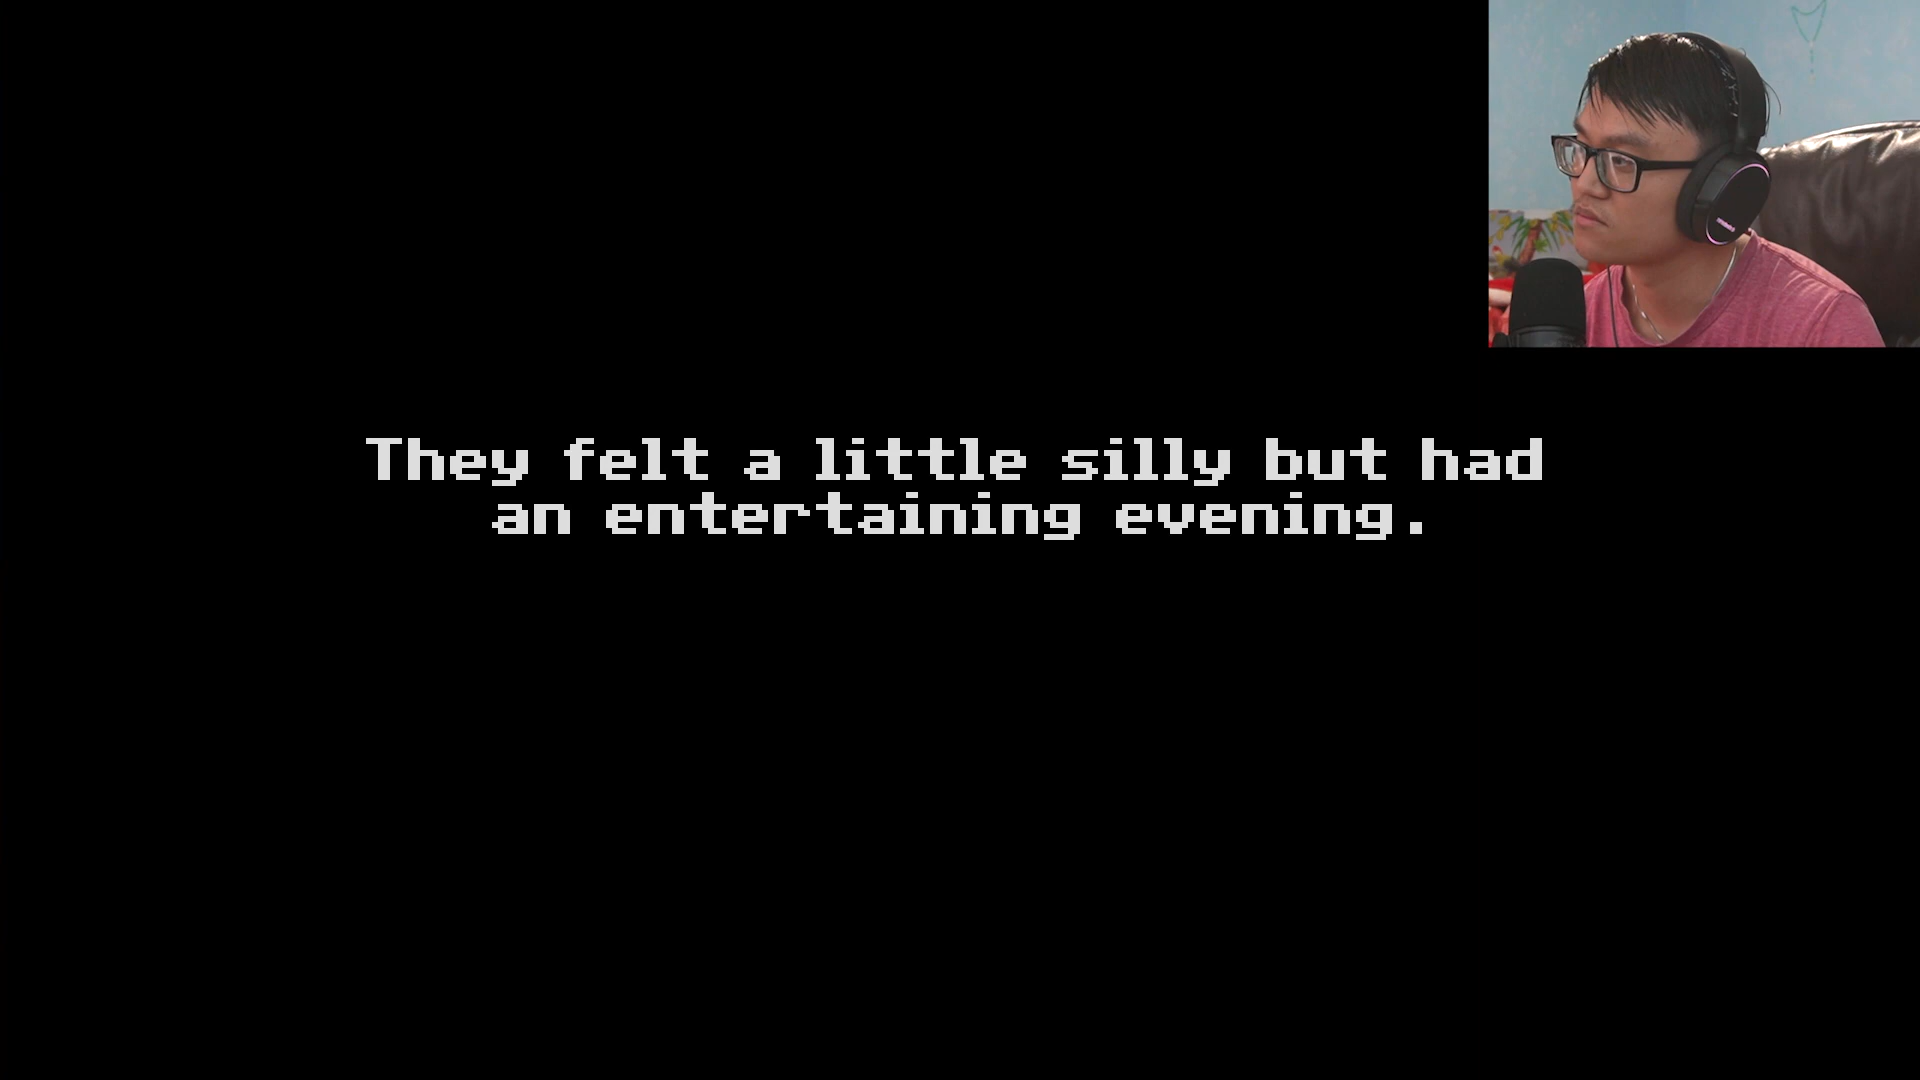 They felt a little silly but had
an entertaining evening.